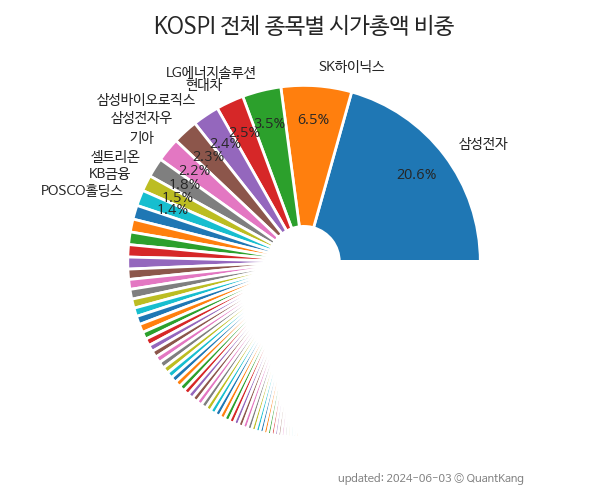 KOSPI 전체 종목별 시가총액 비중
SK하이닉스
LG에너지솔루션
현대차
삼성바이오로직스
삼성전자우
기아
셀트리온
KB금융
POSCO홀딩스
삼성전자
20.6%
6.5%
3.5%
2.5%
2.4%
2.3%
2.2%
1.8%
1.5%
1.4%
updated: 2024-06-03 © QuantKang